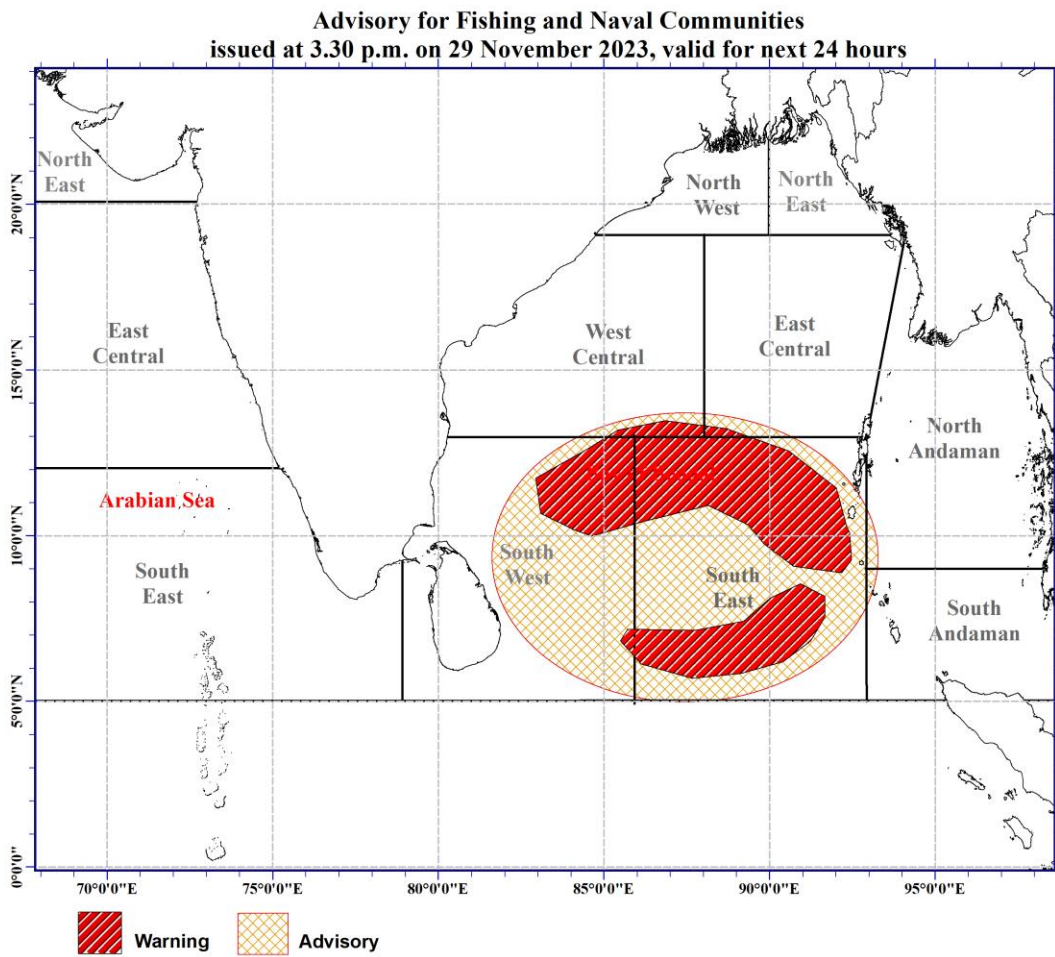 Advisory for Fishing and Naval Communities
issued at 3.30 p.m. on 29 November 2023, valid for next 24 hours
North
East
North
West
North
East
East
Central
West
Central
East
Central
North
Andaman
Arabian Sea
South
East
South
West
South
East
South
Andaman
20°0'0"N
15°0'0"N
10°0'0"N
5°0'0"N
0°0'0"
70°0'0"E
75°0'0"E
80°0'0"E
85°0'0"E
90°0'0"E
95°0'0"E
Warning
Advisory